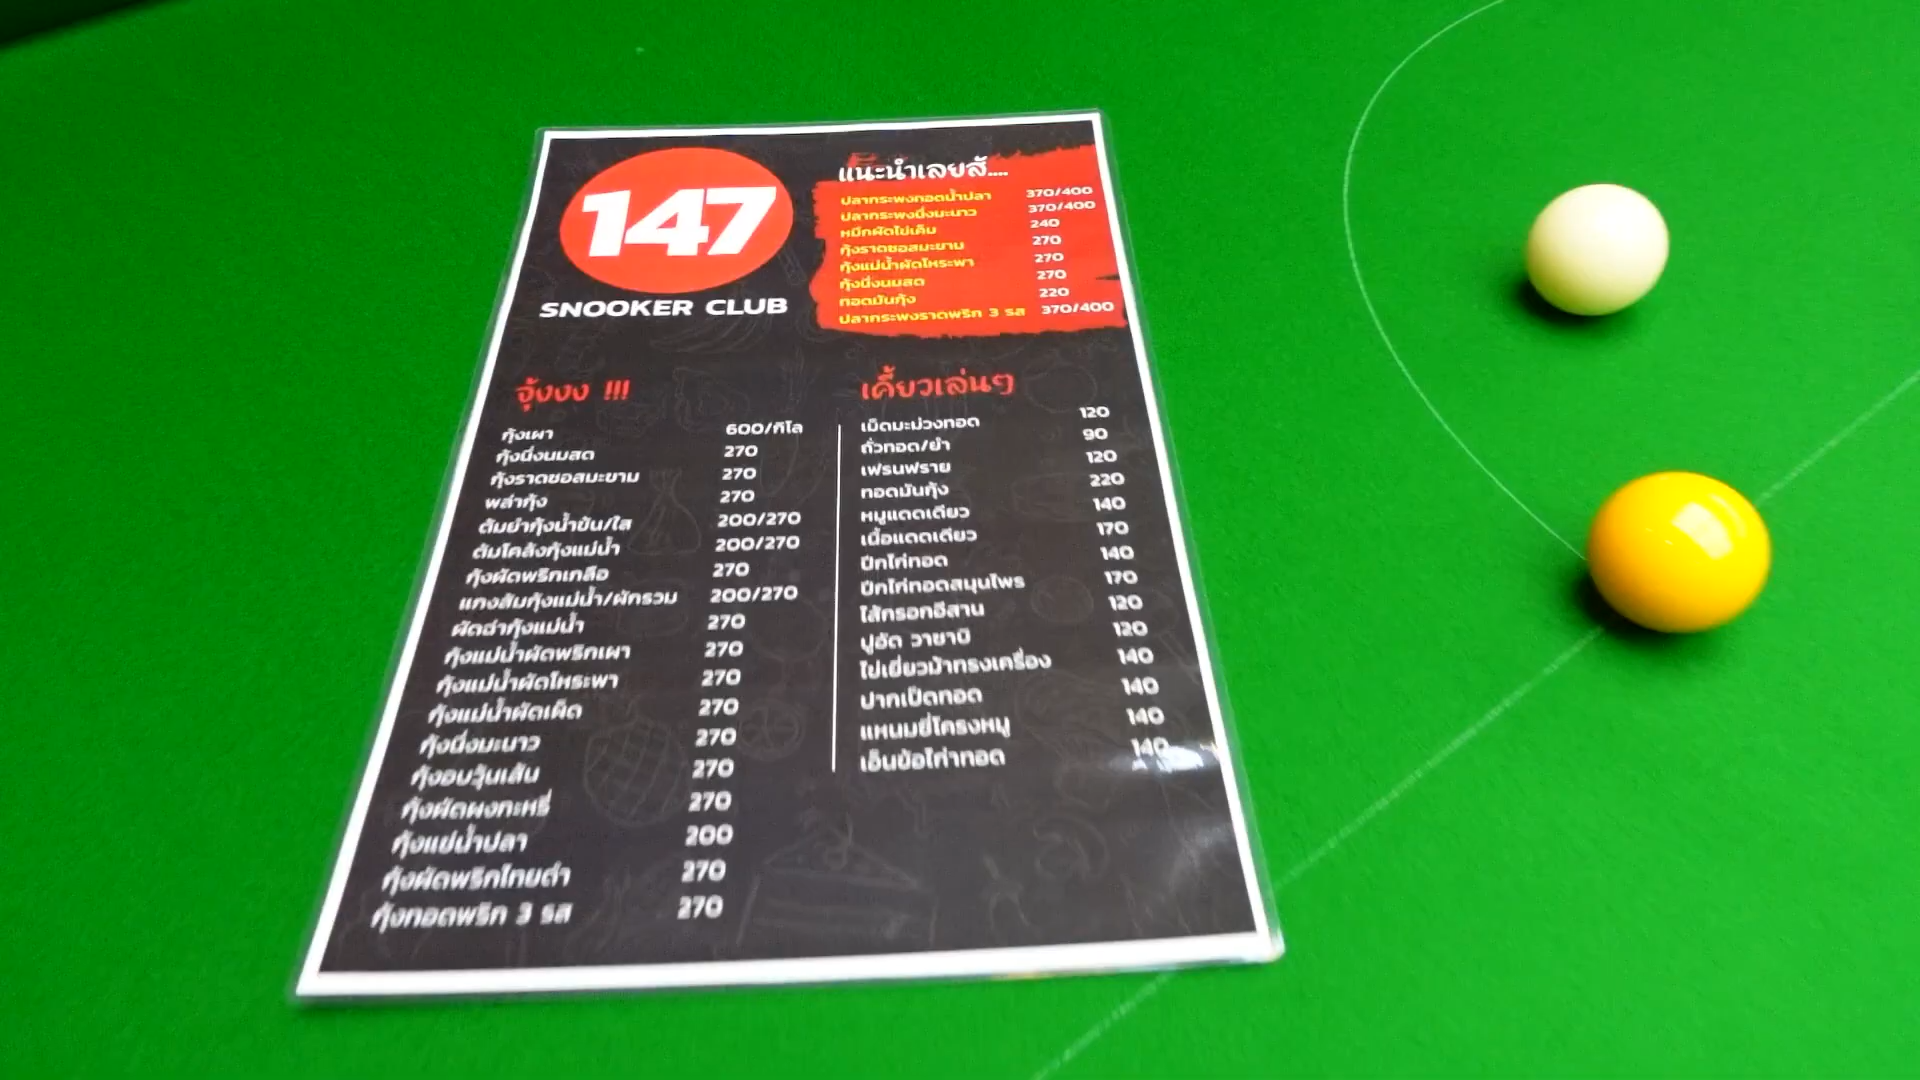 147
SNOOKER CLUB
แนะนำเลยสั....
ปลากระพงทอดน้ำปลา 370/400
ปลากระพงนึ่งมะนาว 370/400
หมึกผัดไข่เค็ม 240
กุ้งราดซอสมะขาม 270
กุ้งแม่น้ำผัดโหระพา 270
กุ้งนึ่งนมสด 270
ทอดมันกุ้ง 220
ปลากระพงราดพริก 3 รส 370/400
จุ้งงง !!!
กุ้งเผา 600/กิโล
กุ้งนึ่งนมสด 270
กุ้งราดซอสมะขาม 270
พล่ากุ้ง 270
ต้มยำกุ้งน้ำข้น/ใส 200/270
ต้มโคล้งกุ้งแม่น้ำ 200/270
กุ้งผัดพริกเกลือ 270
แกงส้มกุ้งแม่น้ำ/ผักรวม 200/270
ผัดฉ่ากุ้งแม่น้ำ 270
กุ้งแม่น้ำผัดพริกเผา 270
กุ้งแม่น้ำผัดโหระพา 270
กุ้งแม่น้ำผัดเผ็ด 270
กุ้งนึ่งมะนาว 270
กุ้งอบวุ้นเส้น 270
กุ้งผัดผงกะหรี่ 270
กุ้งแช่น้ำปลา 200
กุ้งผัดพริกไทยดำ 270
กุ้งทอดพริก 3 รส 270
เคี้ยวเล่นๆ
เม็ดมะม่วงทอด 120
ถั่วทอด/ยำ 90
เฟรนฟราย 120
ทอดมันกุ้ง 220
หมูแดดเดียว 140
เนื้อแดดเดียว 170
ปีกไก่ทอด 140
ปีกไก่ทอดสมุนไพร 170
ไส้กรอกอีสาน 120
ปูอัด วาซาบิ 120
ไข่เยี่ยวม้าทรงเครื่อง 140
ปากเป็ดทอด 140
แหนมซี่โครงหมู 140
เอ็นข้อไก่ทอด 140